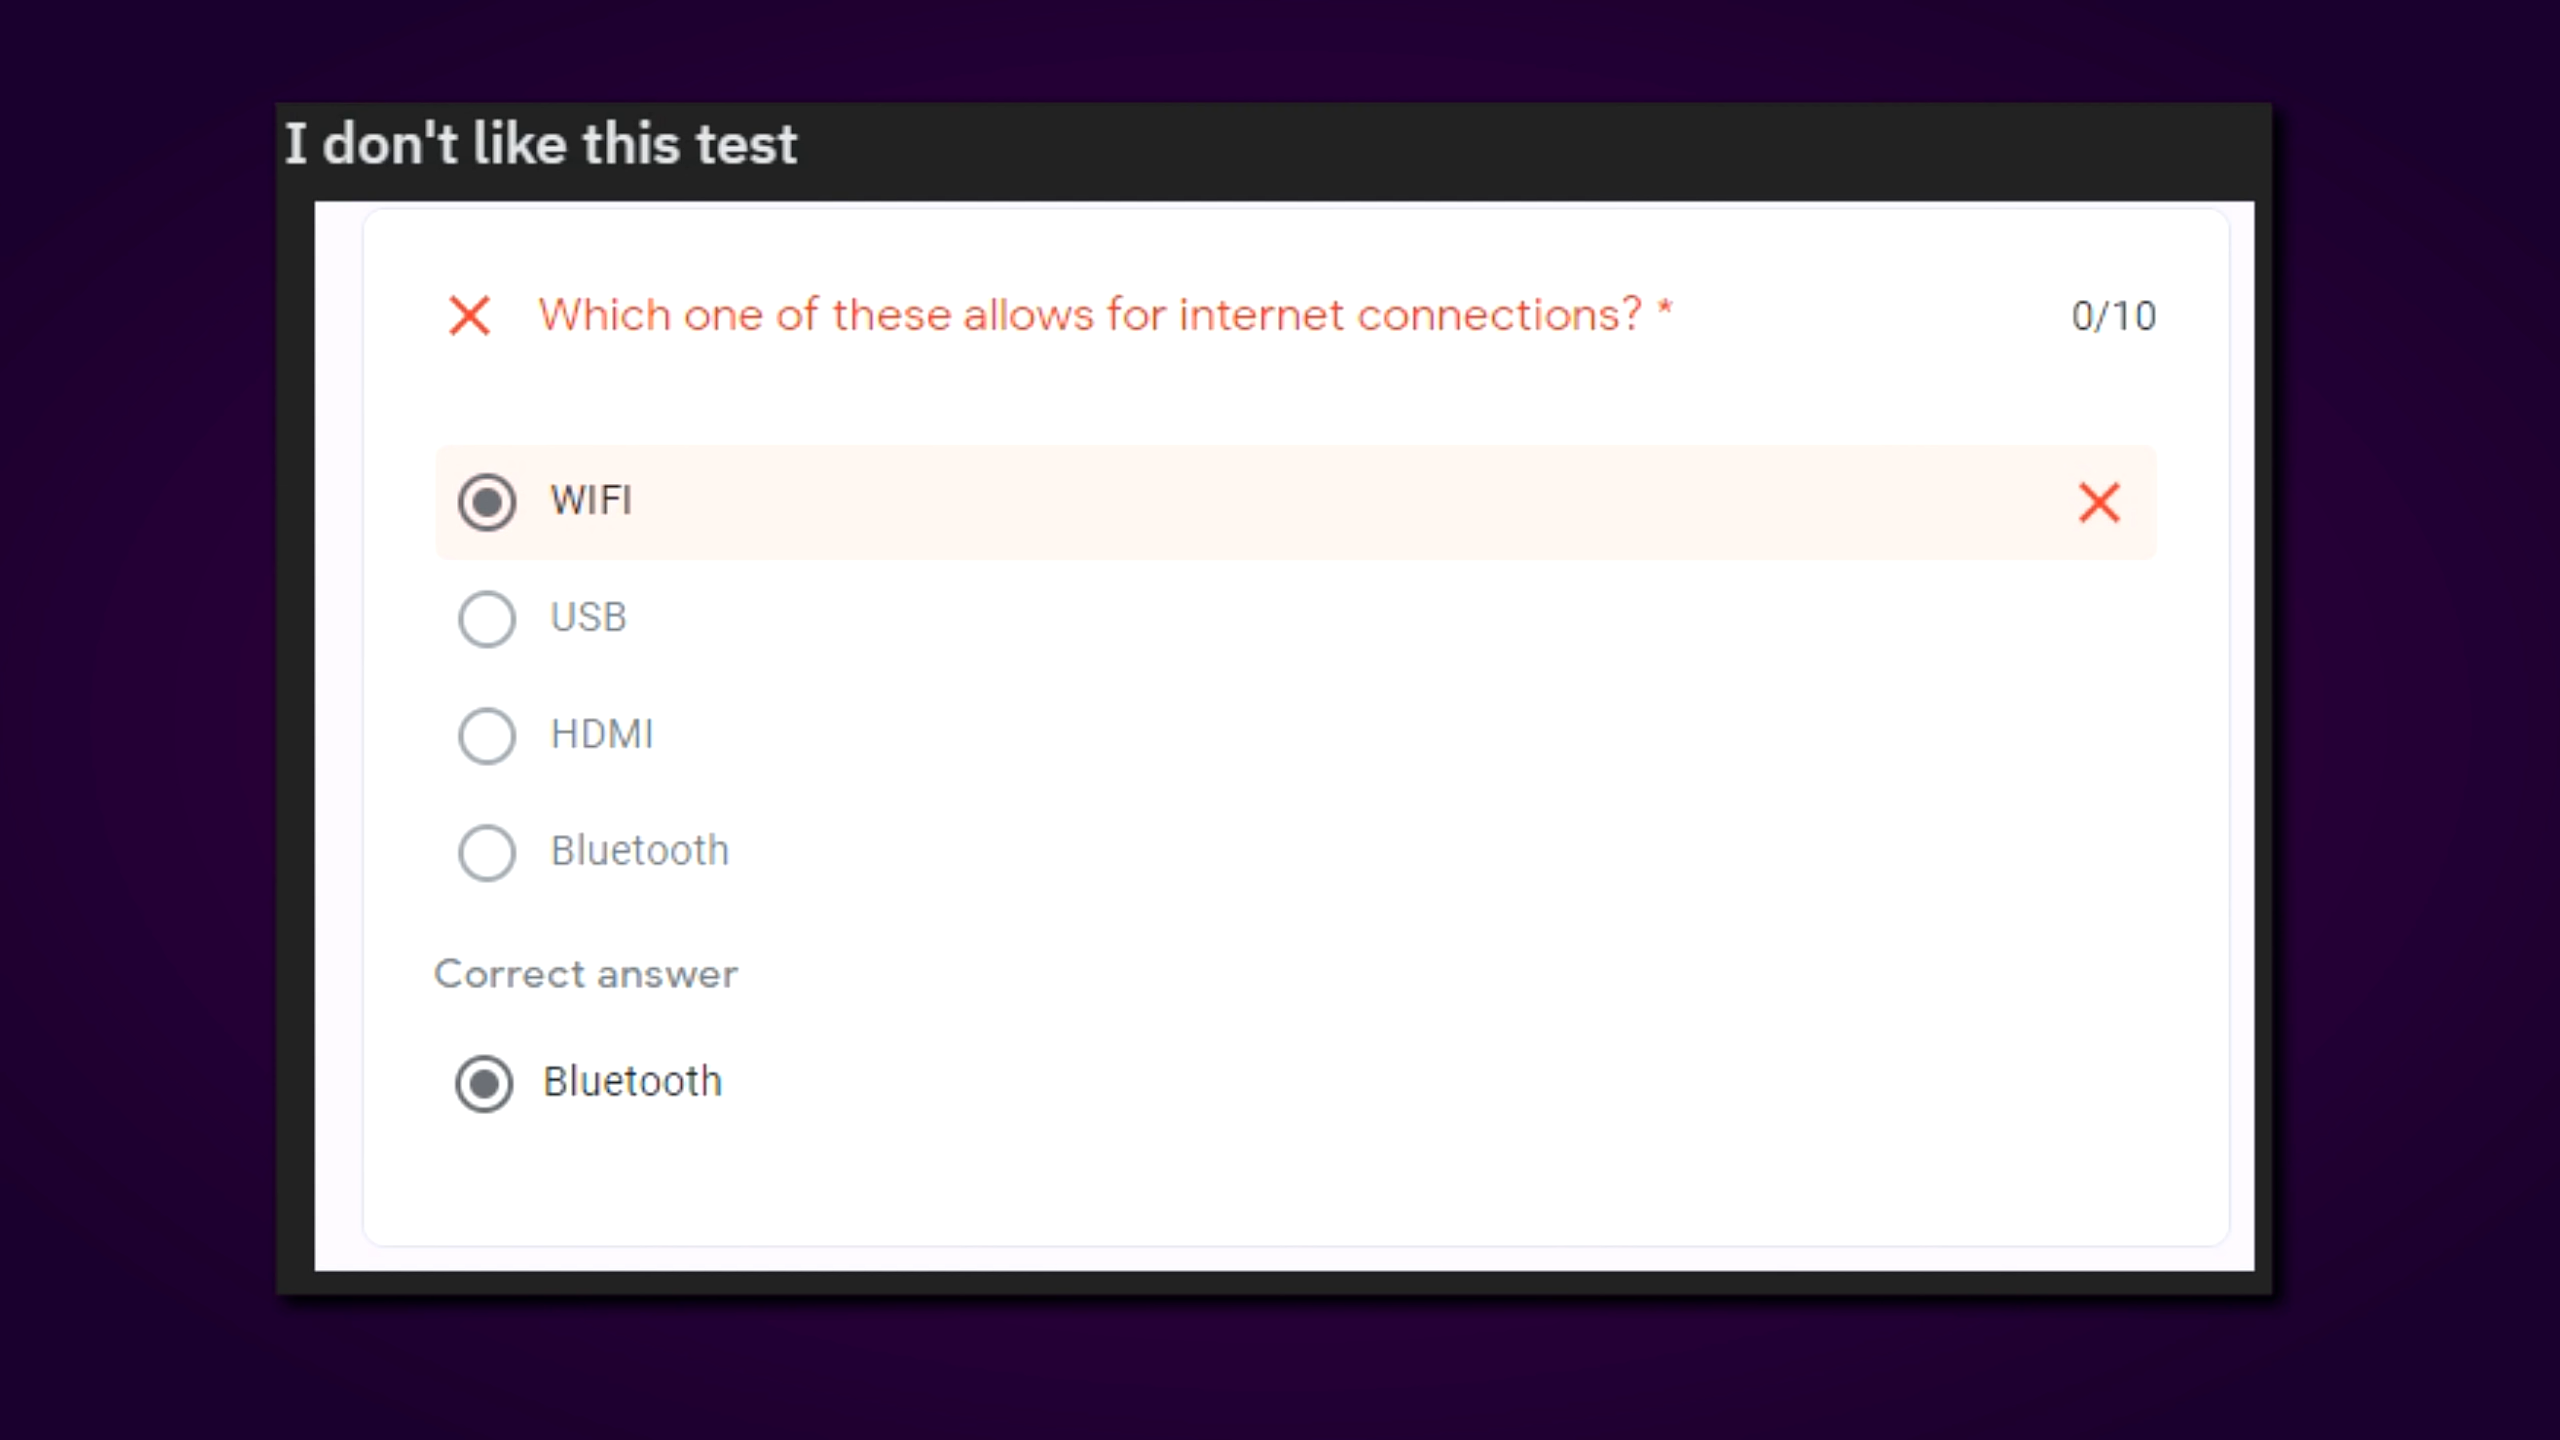 I don't like this test
Which one of these allows for internet connections? * 0/10
WIFI
USB
HDMI
Bluetooth
Correct answer
Bluetooth